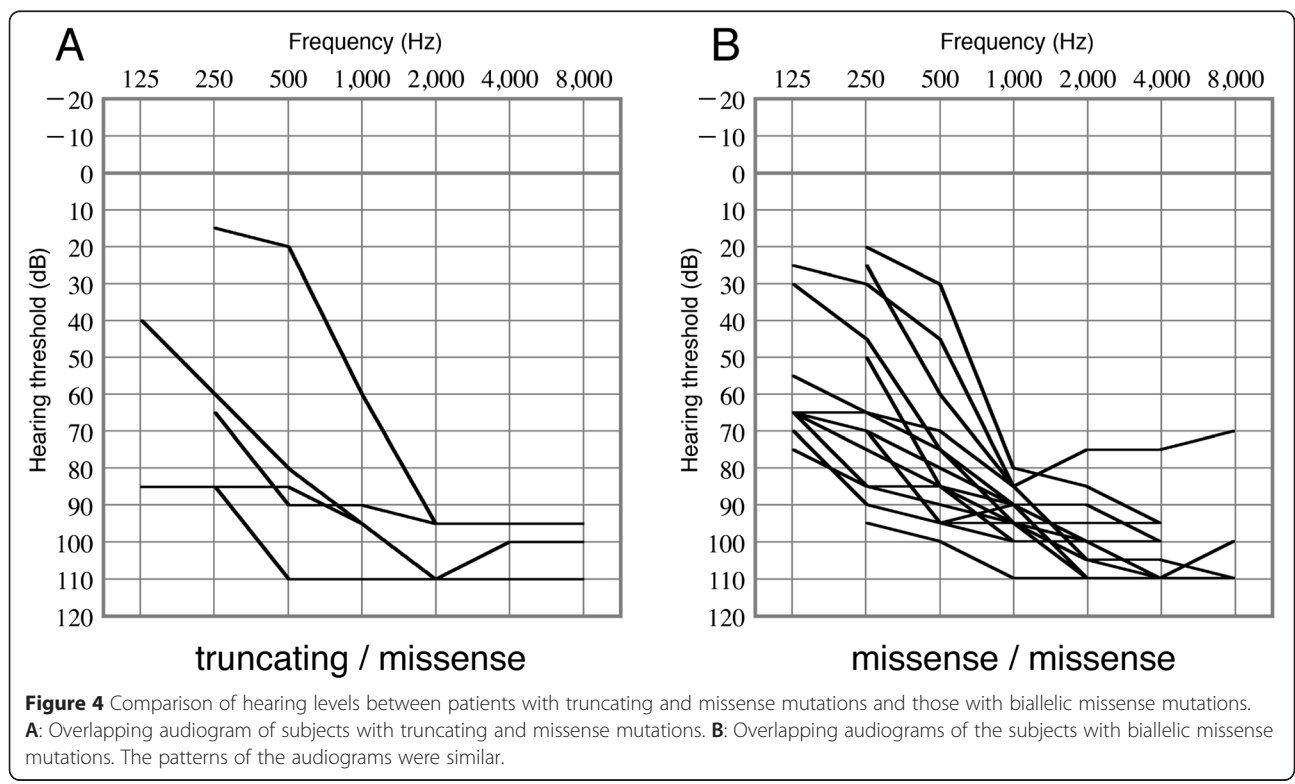 A
Frequency (Hz)
125 250 500 1,000 2,000 4,000 8,000
Hearing threshold (dB)
−20
−10
0
10
20
30
40
50
60
70
80
90
100
110
120
truncating / missense
B
Frequency (Hz)
125 250 500 1,000 2,000 4,000 8,000
Hearing threshold (dB)
−20
−10
0
10
20
30
40
50
60
70
80
90
100
110
120
missense / missense
Figure 4 Comparison of hearing levels between patients with truncating and missense mutations and those with biallelic missense mutations.
A: Overlapping audiogram of subjects with truncating and missense mutations. B: Overlapping audiograms of the subjects with biallelic missense
mutations. The patterns of the audiograms were similar.